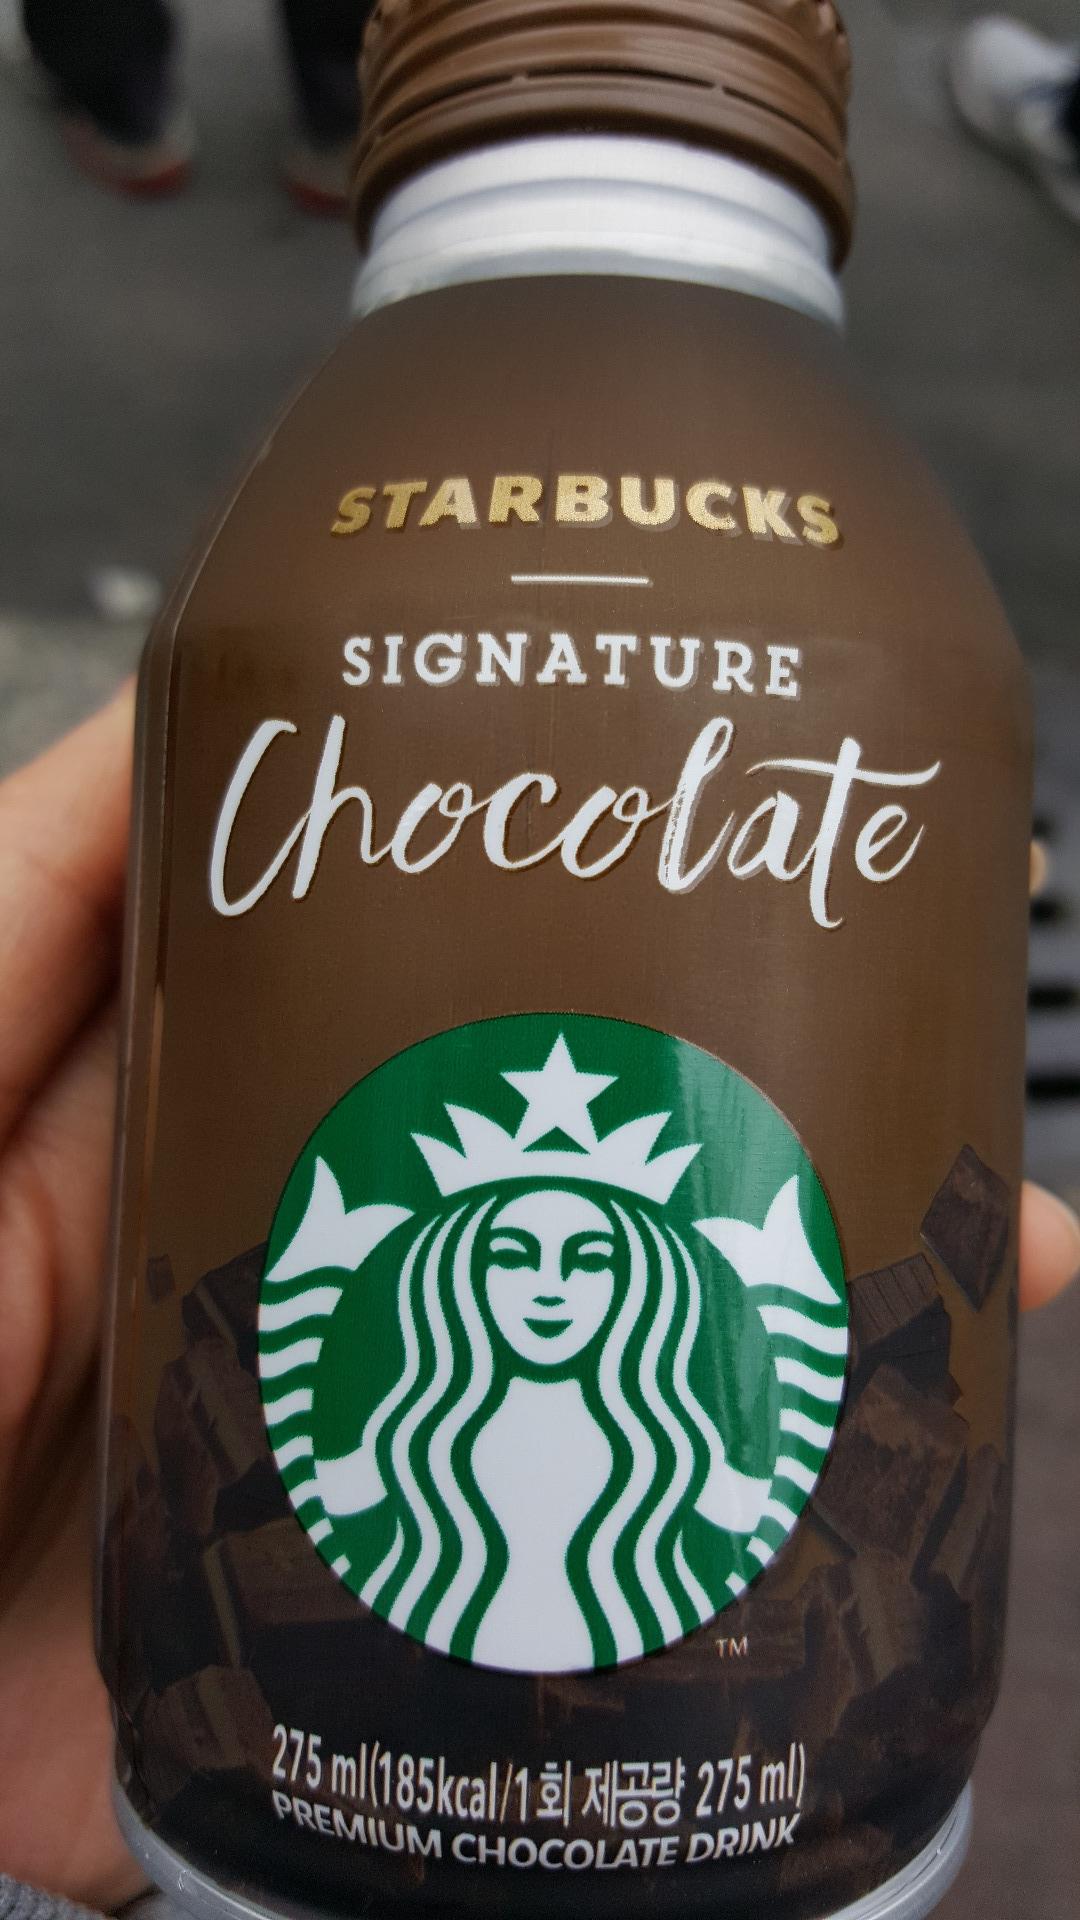 STARBUCKS
SIGNATURE
Chocolate
TM
275 ml(185kcal/1회 제공량 275 ml)
PREMIUM CHOCOLATE DRINK